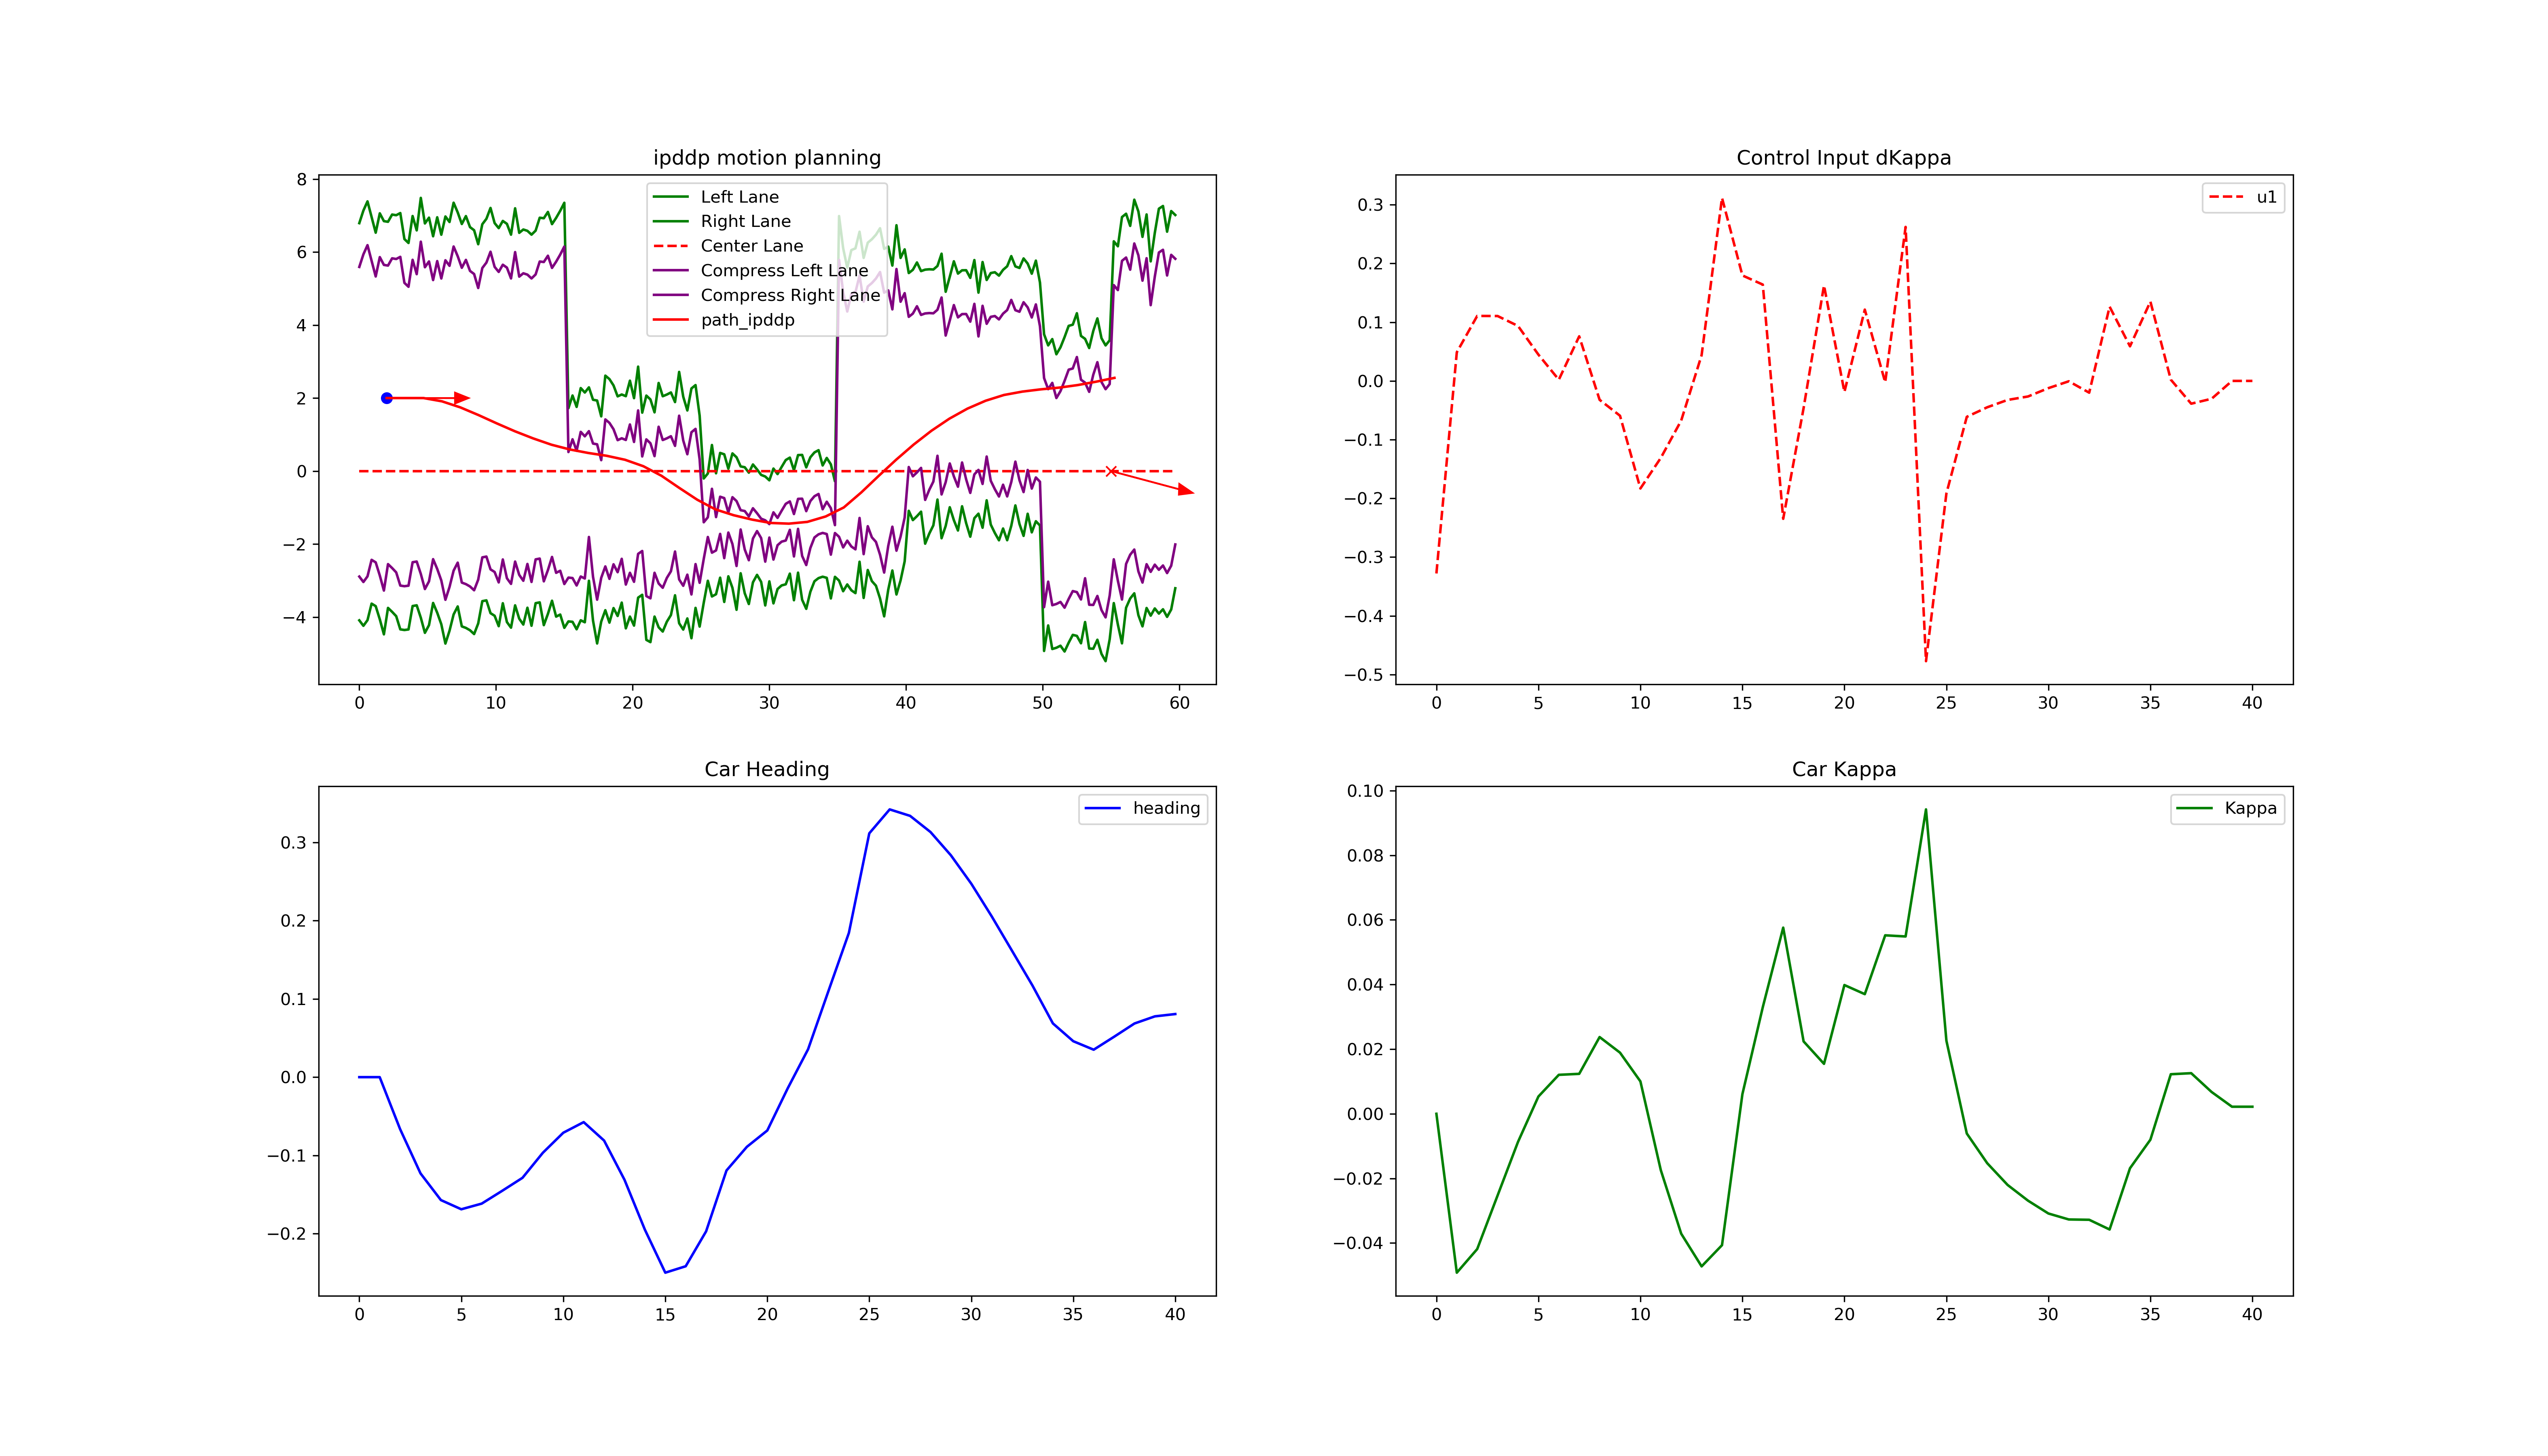 ipddp motion planning
8
6
4
2
0
−2
−4
0 10 20 30 40 50 60
Left Lane
Right Lane
Center Lane
Compress Left Lane
Compress Right Lane
path_ipddp
Control Input dKappa
0.3
0.2
0.1
0.0
−0.1
−0.2
−0.3
−0.4
−0.5
0 5 10 15 20 25 30 35 40
u1
Car Heading
0.3
0.2
0.1
0.0
−0.1
−0.2
0 5 10 15 20 25 30 35 40
heading
Car Kappa
0.10
0.08
0.06
0.04
0.02
0.00
−0.02
−0.04
0 5 10 15 20 25 30 35 40
Kappa